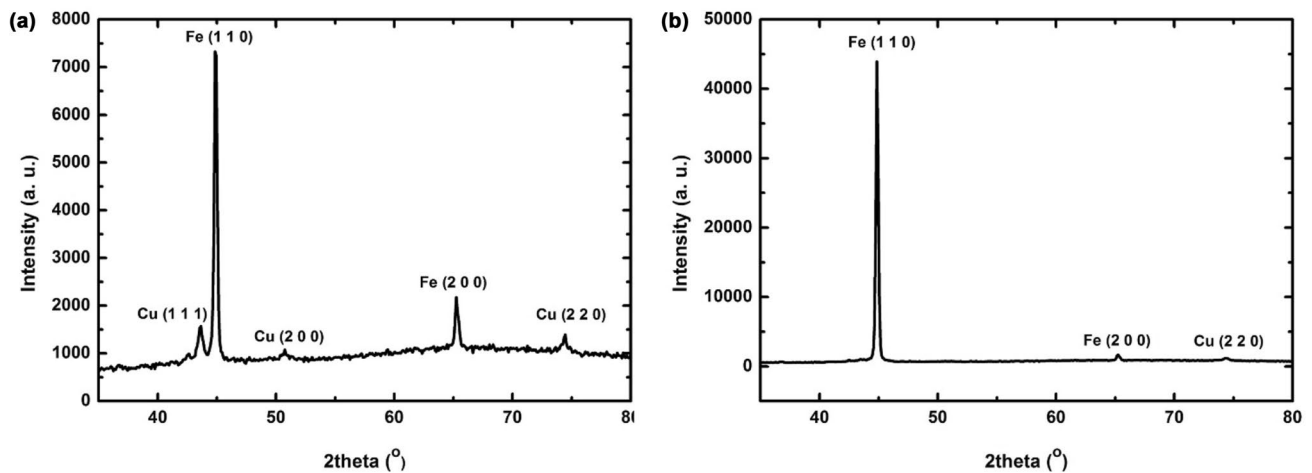 (a)
8000
7000
6000
5000
4000
3000
2000
1000
0
Intensity (a. u.)
Fe (1 1 0)
Cu (1 1 1)
Cu (2 0 0)
Fe (2 0 0)
Cu (2 2 0)
40 50 60 70 80
2theta (O)
(b)
50000
40000
30000
20000
10000
0
Intensity (a. u.)
Fe (1 1 0)
Fe (2 0 0)
Cu (2 2 0)
40 50 60 70 80
2theta (O)